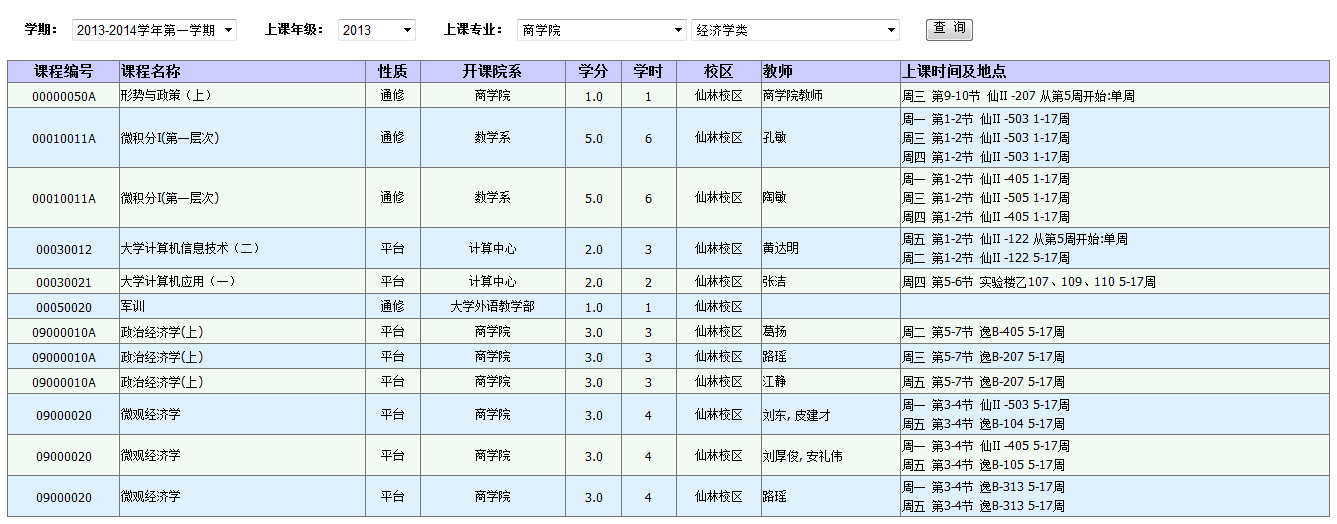 学期： 2013-2014学年第一学期 上课年级： 2013 上课专业： 商学院 经济学类 查 询
课程编号 课程名称 性质 开课院系 学分 学时 校区 教师 上课时间及地点
00000050A 形势与政策（上） 通修 商学院 1.0 1 仙林校区 商学院教师 周三 第9-10节 仙II -207 从第5周开始:单周
00010011A 微积分I(第一层次) 通修 数学系 5.0 6 仙林校区 孔敏 周一 第1-2节 仙II -503 1-17周
周三 第1-2节 仙II -503 1-17周
周四 第1-2节 仙II -503 1-17周
00010011A 微积分I(第一层次) 通修 数学系 5.0 6 仙林校区 陶敏 周一 第1-2节 仙II -405 1-17周
周三 第1-2节 仙II -505 1-17周
周四 第1-2节 仙II -405 1-17周
00030012 大学计算机信息技术（二） 平台 计算中心 2.0 3 仙林校区 黄达明 周五 第1-2节 仙II -122 从第5周开始:单周
周二 第1-2节 仙II -122 5-17周
00030021 大学计算机应用（一） 平台 计算中心 2.0 2 仙林校区 张洁 周四 第5-6节 实验楼乙107、109、110 5-17周
00050020 军训 通修 大学外语教学部 1.0 1 仙林校区
09000010A 政治经济学(上) 平台 商学院 3.0 3 仙林校区 葛扬 周二 第5-7节 逸B-405 5-17周
09000010A 政治经济学(上) 平台 商学院 3.0 3 仙林校区 路瑶 周三 第5-7节 逸B-207 5-17周
09000010A 政治经济学(上) 平台 商学院 3.0 3 仙林校区 江静 周五 第5-7节 逸B-207 5-17周
09000020 微观经济学 平台 商学院 3.0 4 仙林校区 刘东, 皮建才 周一 第3-4节 仙II -503 5-17周
周五 第3-4节 逸B-104 5-17周
09000020 微观经济学 平台 商学院 3.0 4 仙林校区 刘厚俊, 安礼伟 周一 第3-4节 仙II -405 5-17周
周五 第3-4节 逸B-105 5-17周
09000020 微观经济学 平台 商学院 3.0 4 仙林校区 路瑶 周一 第3-4节 逸B-313 5-17周
周五 第3-4节 逸B-313 5-17周